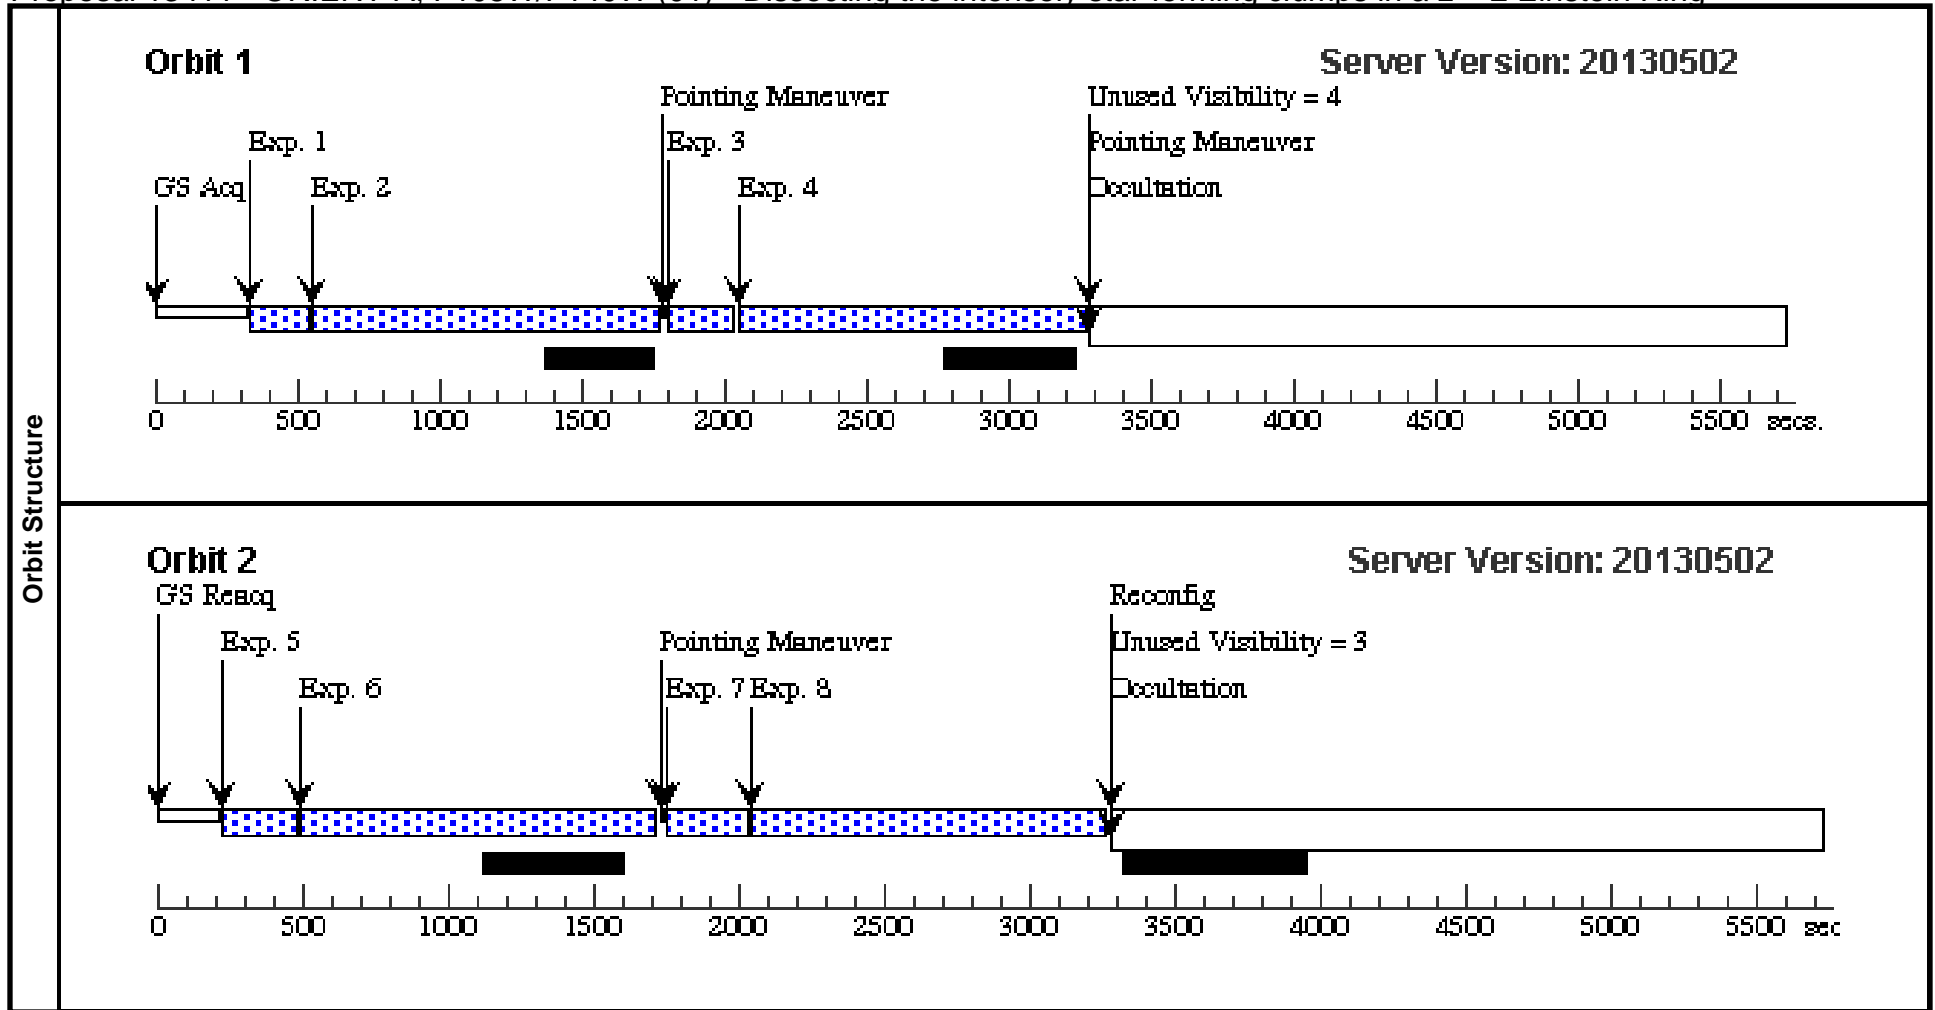 Orbit Structure
Orbit 1
Server Version: 20130502
Pointing Maneuver
Unused Visibility = 4
Exp. 1
Exp. 3
Pointing Maneuver
GS Acq
Exp. 2
Exp. 4
Occultation
0 500 1000 1500 2000 2500 3000 3500 4000 4500 5000 5500 secs.
Orbit 2
Server Version: 20130502
GS Reacq
Reconfig
Exp. 5
Pointing Maneuver
Unused Visibility = 3
Exp. 6
Exp. 7
Exp. 8
Occultation
0 500 1000 1500 2000 2500 3000 3500 4000 4500 5000 5500 sec